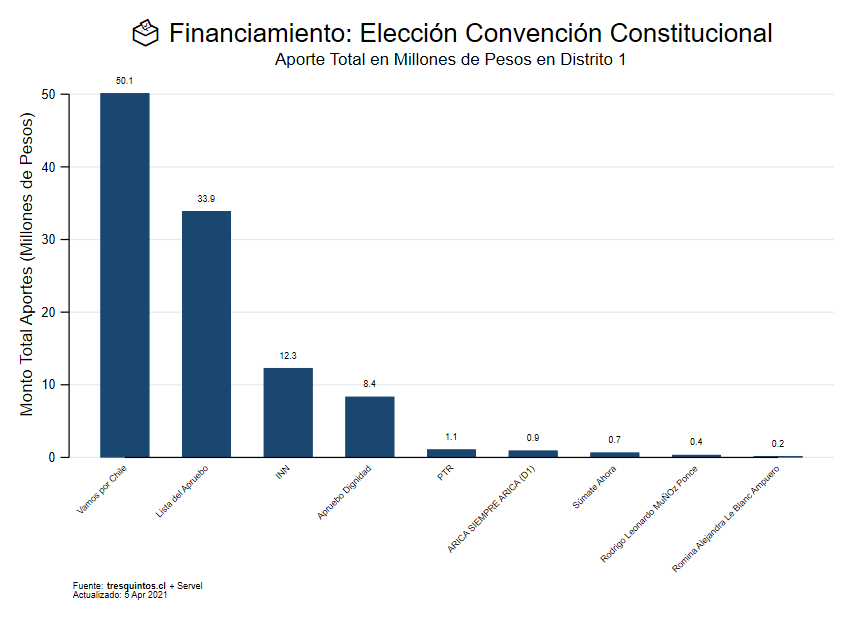 Financiamiento: Elección Convención Constitucional
Aporte Total en Millones de Pesos en Distrito 1
Monto Total Aportes (Millones de Pesos)
50
40
30
20
10
0
50.1
33.9
12.3
8.4
1.1
0.9
0.7
0.4
0.2
Vamos por Chile
Lista del Apruebo
INN
Apruebo Dignidad
PTR
ARICA SIEMPRE ARICA (D1)
Súmate Ahora
Rodrigo Leonardo MuÑOz Ponce
Romina Alejandra Le Blanc Ampuero
Fuente: tresquintos.cl + Servel
Actualizado: 5 Apr 2021